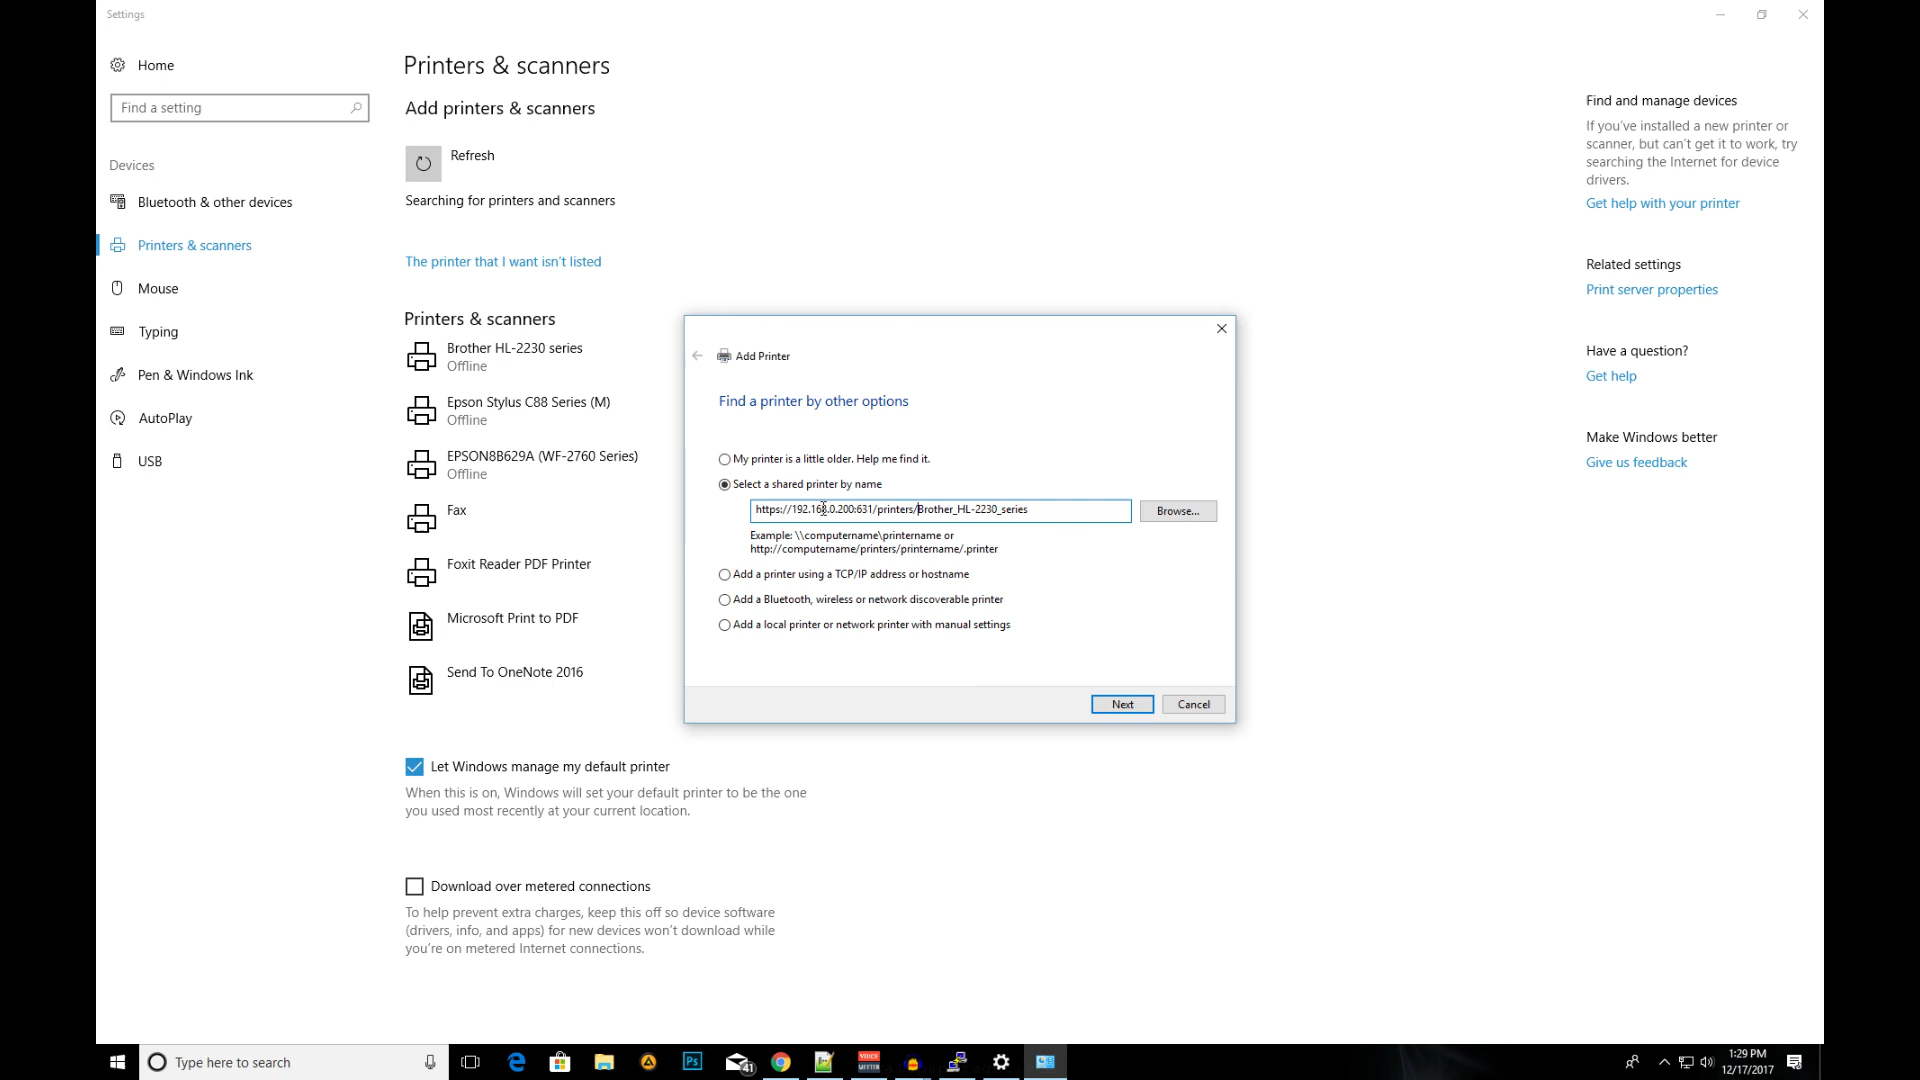 Settings
Home
Find a setting
Devices
Bluetooth & other devices
Printers & scanners
Mouse
Typing
Pen & Windows Ink
AutoPlay
USB
Printers & scanners
Add printers & scanners
Refresh
Searching for printers and scanners
The printer that I want isn't listed
Printers & scanners
Brother HL-2230 series
Offline
Epson Stylus C88 Series (M)
Offline
EPSON8B629A (WF-2760 Series)
Offline
Fax
Foxit Reader PDF Printer
Microsoft Print to PDF
Send To OneNote 2016
Let Windows manage my default printer
When this is on, Windows will set your default printer to be the one
you used most recently at your current location.
Download over metered connections
To help prevent extra charges, keep this off so device software
(drivers, info, and apps) for new devices won't download while
you're on metered Internet connections.
Add Printer
Find a printer by other options
My printer is a little older. Help me find it.
Select a shared printer by name
https://192.168.0.200:631/printers/Brother_HL-2230_series
Browse...
Example: \\computername\printername or
http://computername/printers/printername/.printer
Add a printer using a TCP/IP address or hostname
Add a Bluetooth, wireless or network discoverable printer
Add a local printer or network printer with manual settings
Next
Cancel
Find and manage devices
If you've installed a new printer or
scanner, but can't get it to work, try
searching the Internet for device
drivers.
Get help with your printer
Related settings
Print server properties
Have a question?
Get help
Make Windows better
Give us feedback
Type here to search
Ps
41
VOICE
MEETER
1:29 PM
12/17/2017